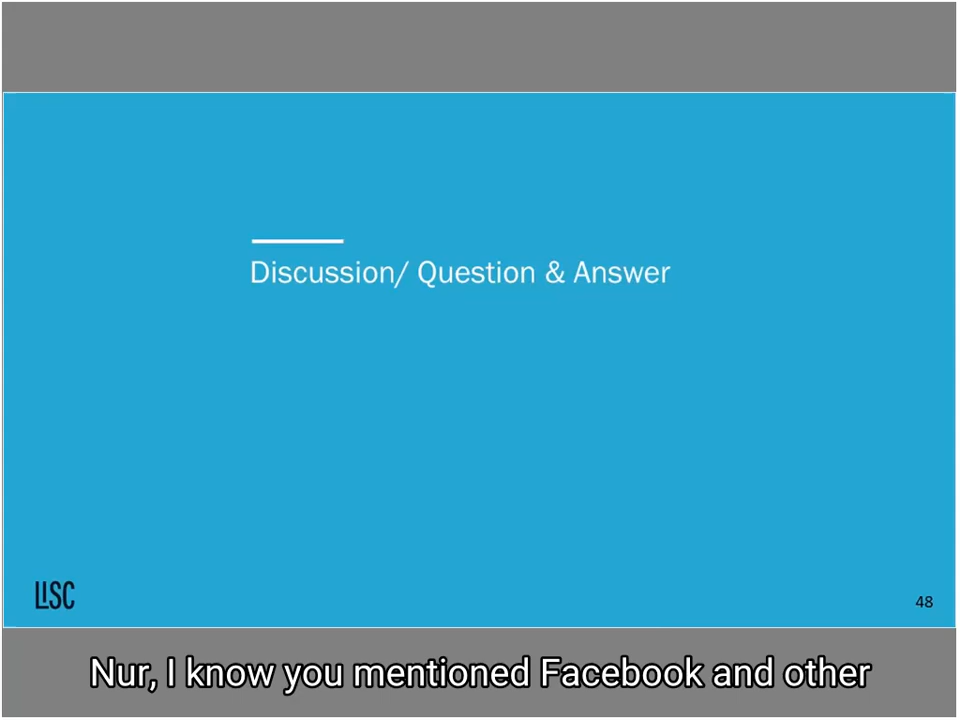 Discussion/ Question & Answer
LISC
48
Nur, I know you mentioned Facebook and other